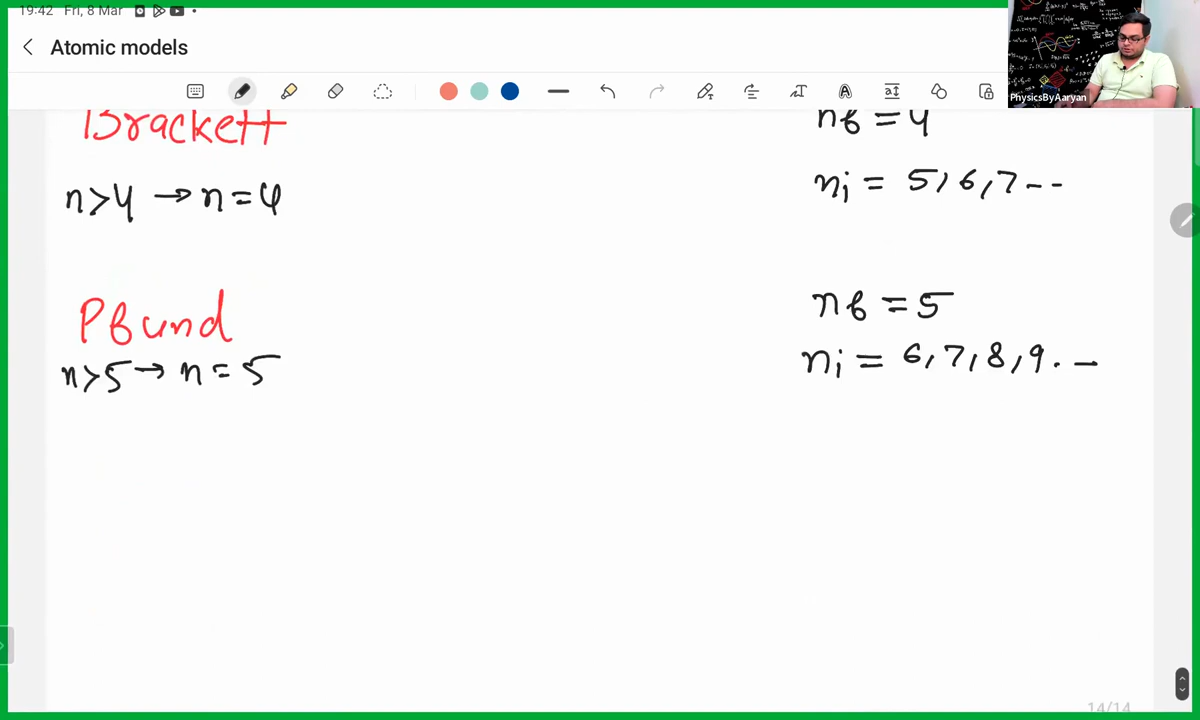 19:42 Fri, 8 Mar
Atomic models
PhysicsByAaryan
Brackett
nf = 4
n>4 → n=4
ni = 5, 6, 7 --
Pfund
nf = 5
n>5 → n = 5
ni = 6, 7, 8, 9. -
14/14